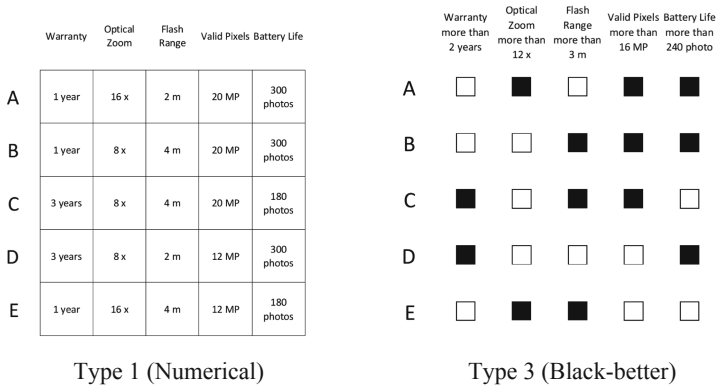 Warranty Optical Zoom Flash Range Valid Pixels Battery Life
A 1 year 16 x 2 m 20 MP 300 photos
B 1 year 8 x 4 m 20 MP 300 photos
C 3 years 8 x 4 m 20 MP 180 photos
D 3 years 8 x 2 m 12 MP 300 photos
E 1 year 16 x 4 m 12 MP 180 photos
Type 1 (Numerical)
Warranty more than 2 years Optical Zoom more than 12 x Flash Range more than 3 m Valid Pixels more than 16 MP Battery Life more than 240 photo
A
B
C
D
E
Type 3 (Black-better)